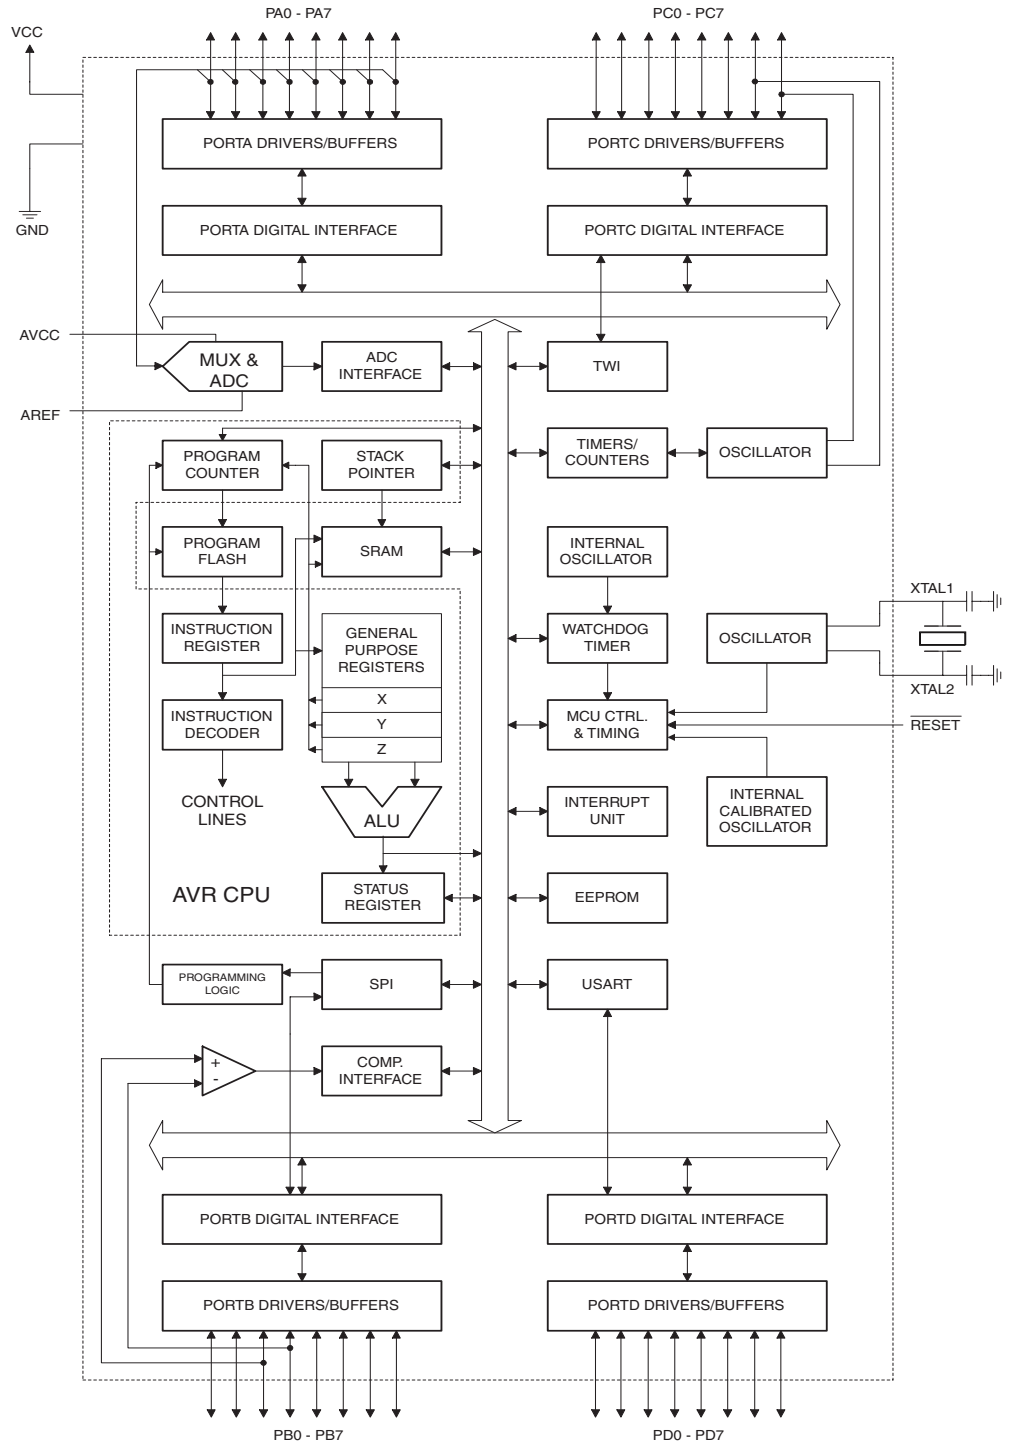 PA0 - PA7
PC0 - PC7
VCC
PORTA DRIVERS/BUFFERS
PORTC DRIVERS/BUFFERS
GND
PORTA DIGITAL INTERFACE
PORTC DIGITAL INTERFACE
AVCC
MUX &
ADC
ADC
INTERFACE
TWI
AREF
PROGRAM
COUNTER
STACK
POINTER
TIMERS/
COUNTERS
OSCILLATOR
PROGRAM
FLASH
SRAM
INTERNAL
OSCILLATOR
XTAL1
INSTRUCTION
REGISTER
GENERAL
PURPOSE
REGISTERS
WATCHDOG
TIMER
OSCILLATOR
XTAL2
X
INSTRUCTION
DECODER
Y
Z
MCU CTRL.
& TIMING
RESET
CONTROL
LINES
ALU
INTERRUPT
UNIT
INTERNAL
CALIBRATED
OSCILLATOR
AVR CPU
STATUS
REGISTER
EEPROM
PROGRAMMING
LOGIC
SPI
USART
+
-
COMP.
INTERFACE
PORTB DIGITAL INTERFACE
PORTD DIGITAL INTERFACE
PORTB DRIVERS/BUFFERS
PORTD DRIVERS/BUFFERS
PB0 - PB7
PD0 - PD7